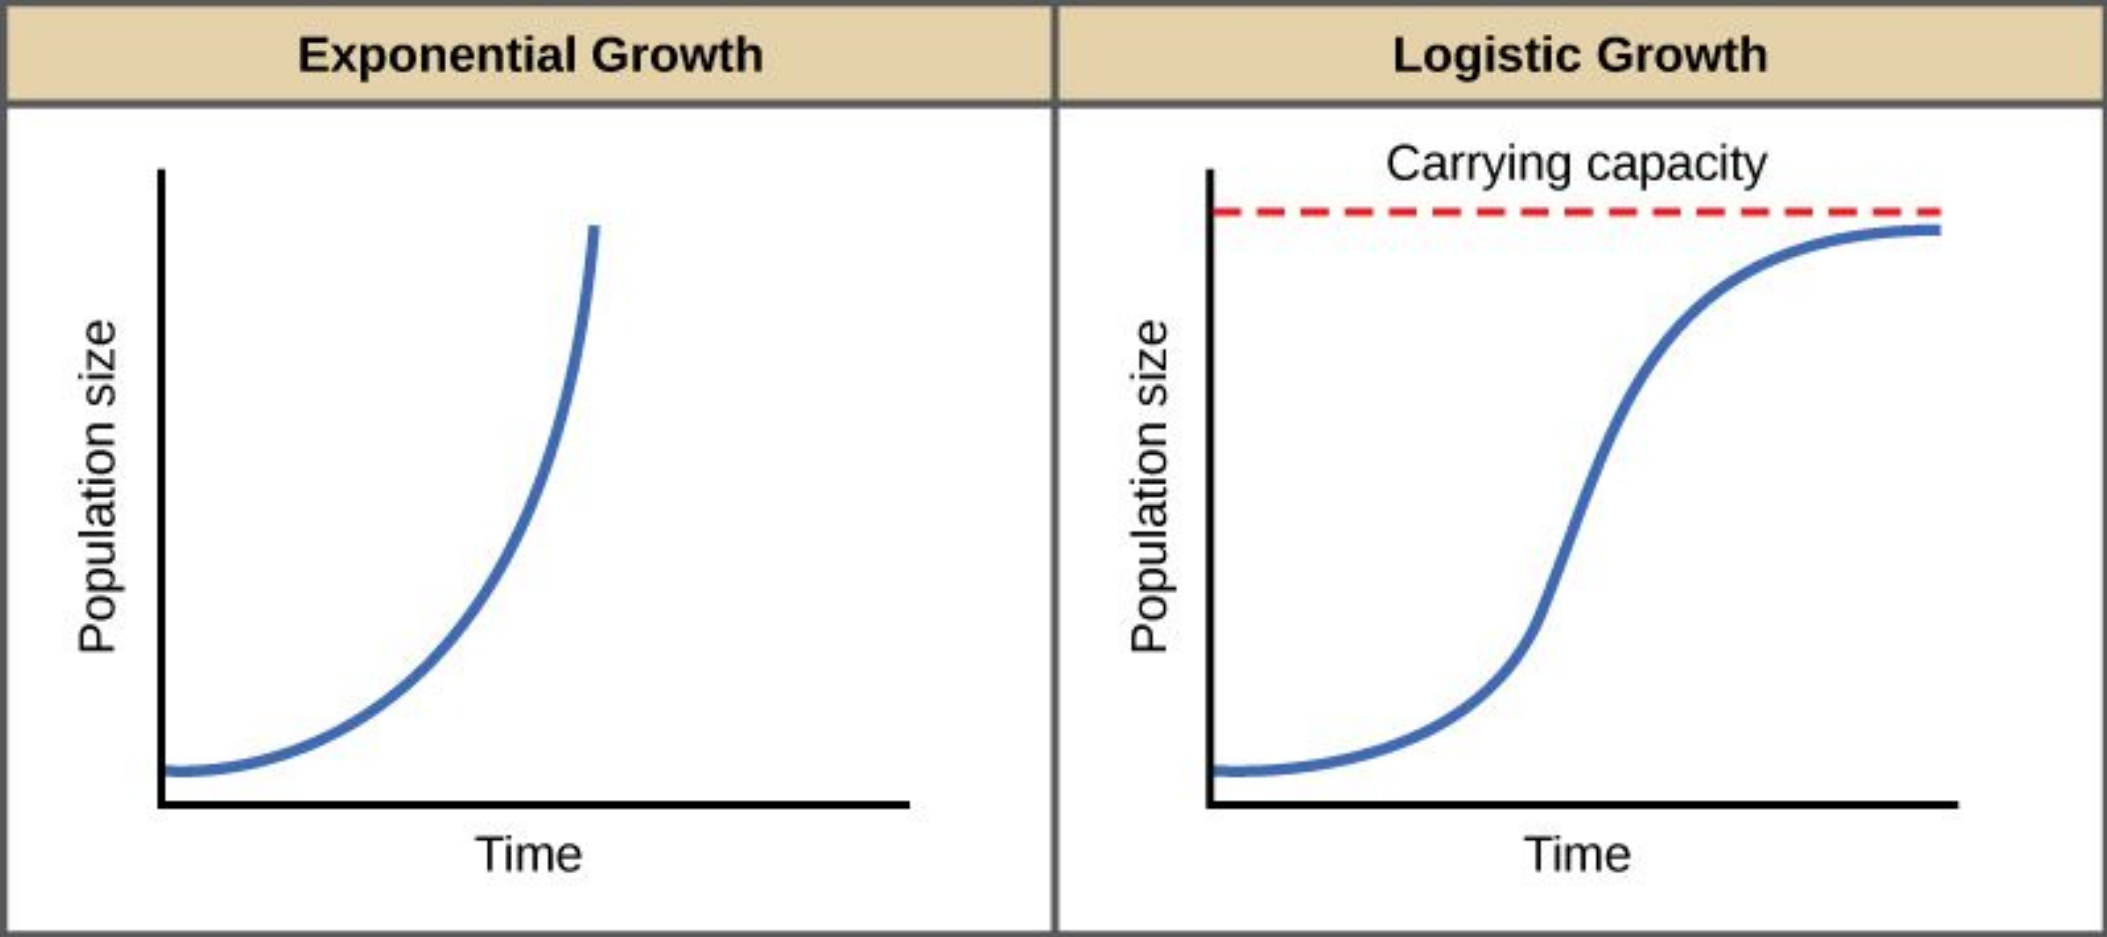 Exponential Growth
Logistic Growth
Population size
Time
Carrying capacity
Population size
Time